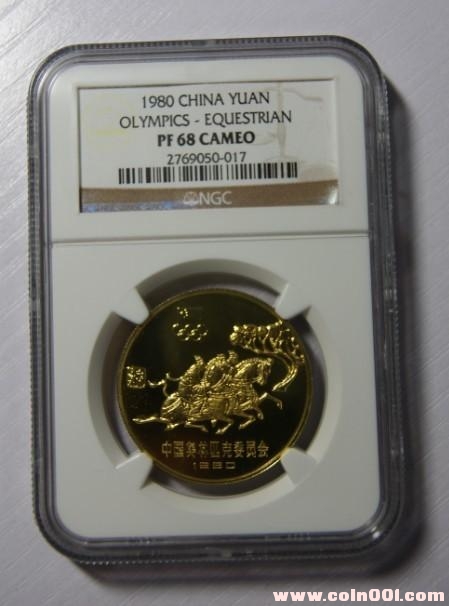 1980 CHINA YUAN
OLYMPICS - EQUESTRIAN
PF 68 CAMEO
2769050-017
NGC
中国奥林匹克委员会
1980
www.coin001.com